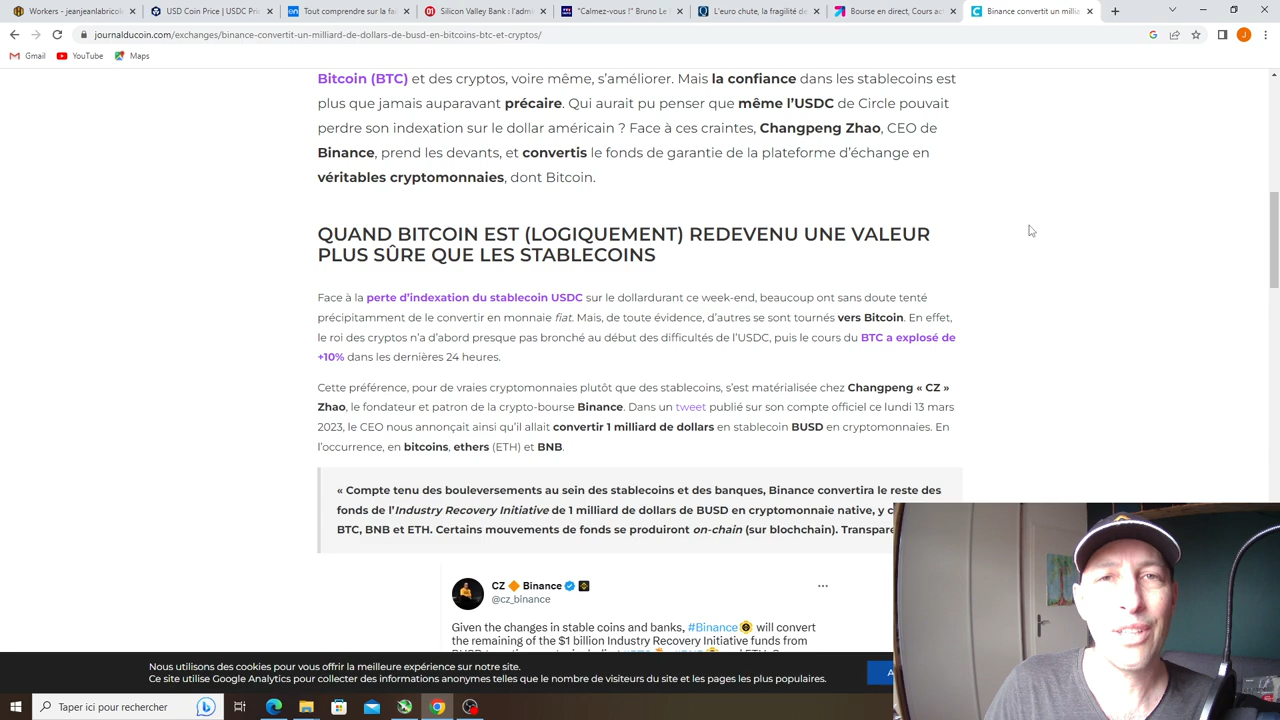 Workers - jeanjeanlabricol
USD Coin Price | USDC Pri
Tout comprendre sur la fa
Silicon Valley Bank : l'admi
"Calmez-vous !" Bruno Le
L'euro chute, la fragilité de
Bourse en direct, Cours ac
Binance convertit un millia
journalducoin.com/exchanges/binance-convertit-un-milliard-de-dollars-de-busd-en-bitcoins-btc-et-cryptos/
J
Gmail
YouTube
Maps
Bitcoin (BTC) et des cryptos, voire même, s'améliorer. Mais la confiance dans les stablecoins est
plus que jamais auparavant précaire. Qui aurait pu penser que même l'USDC de Circle pouvait
perdre son indexation sur le dollar américain ? Face à ces craintes, Changpeng Zhao, CEO de
Binance, prend les devants, et convertis le fonds de garantie de la plateforme d'échange en
véritables cryptomonnaies, dont Bitcoin.
QUAND BITCOIN EST (LOGIQUEMENT) REDEVENU UNE VALEUR
PLUS SÛRE QUE LES STABLECOINS
Face à la perte d'indexation du stablecoin USDC sur le dollardurant ce week-end, beaucoup ont sans doute tenté
précipitamment de le convertir en monnaie fiat. Mais, de toute évidence, d'autres se sont tournés vers Bitcoin. En effet,
le roi des cryptos n'a d'abord presque pas bronché au début des difficultés de l'USDC, puis le cours du BTC a explosé de
+10% dans les dernières 24 heures.
Cette préférence, pour de vraies cryptomonnaies plutôt que des stablecoins, s'est matérialisée chez Changpeng « CZ »
Zhao, le fondateur et patron de la crypto-bourse Binance. Dans un tweet publié sur son compte officiel ce lundi 13 mars
2023, le CEO nous annonçait ainsi qu'il allait convertir 1 milliard de dollars en stablecoin BUSD en cryptomonnaies. En
l'occurrence, en bitcoins, ethers (ETH) et BNB.
« Compte tenu des bouleversements au sein des stablecoins et des banques, Binance convertira le reste des
fonds de l'Industry Recovery Initiative de 1 milliard de dollars de BUSD en cryptomonnaie native, y c
BTC, BNB et ETH. Certains mouvements de fonds se produiront on-chain (sur blochchain). Transpare
CZ Binance
@cz_binance
Given the changes in stable coins and banks, #Binance will convert
the remaining of the $1 billion Industry Recovery Initiative funds from
Nous utilisons des cookies pour vous offrir la meilleure expérience sur notre site.
Ce site utilise Google Analytics pour collecter des informations anonymes telles que le nombre de visiteurs du site et les pages les plus populaires.
A
Taper ici pour rechercher